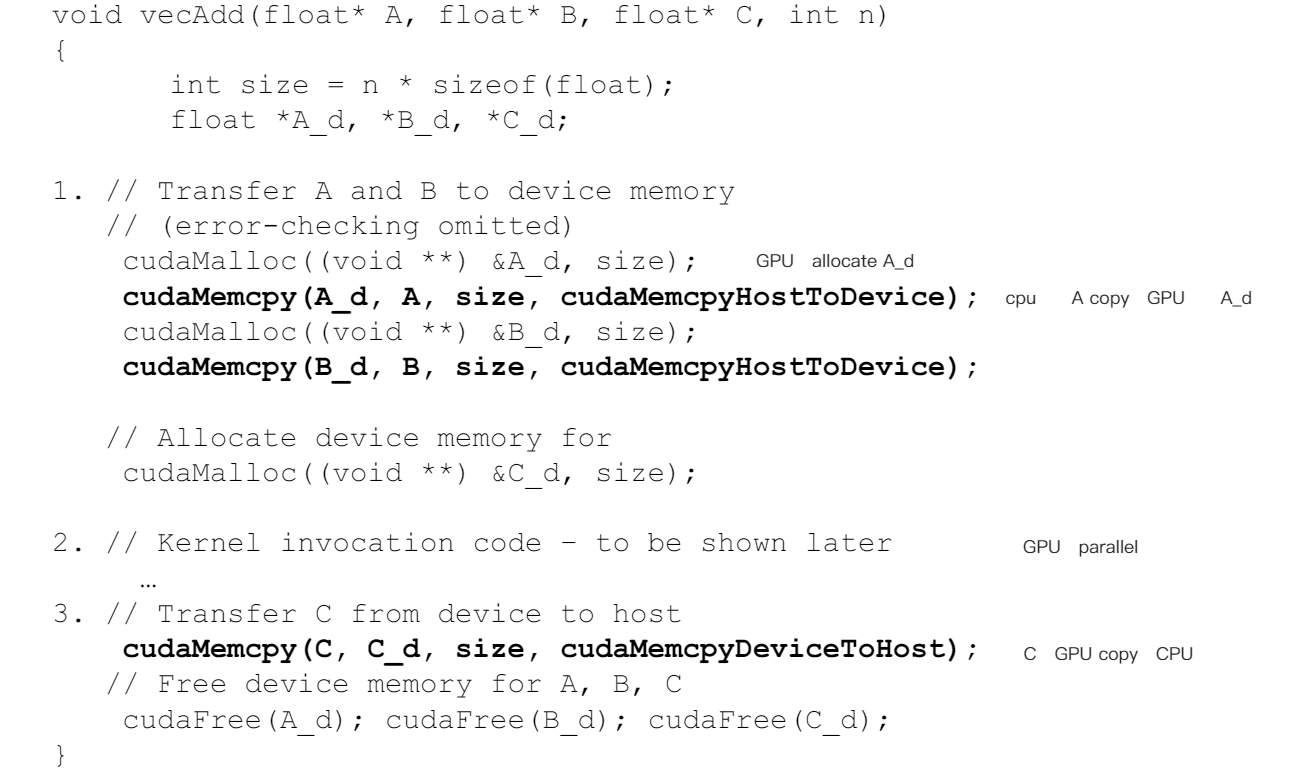 void vecAdd(float* A, float* B, float* C, int n)
{
int size = n * sizeof(float);
float *A_d, *B_d, *C_d;
1. // Transfer A and B to device memory
// (error-checking omitted)
cudaMalloc((void **) &A_d, size); GPU allocate A_d
cudaMemcpy(A_d, A, size, cudaMemcpyHostToDevice); cpu A copy GPU A_d
cudaMalloc((void **) &B_d, size);
cudaMemcpy(B_d, B, size, cudaMemcpyHostToDevice);
// Allocate device memory for
cudaMalloc((void **) &C_d, size);
2. // Kernel invocation code – to be shown later GPU parallel
…
3. // Transfer C from device to host
cudaMemcpy(C, C_d, size, cudaMemcpyDeviceToHost); C GPU copy CPU
// Free device memory for A, B, C
cudaFree(A_d); cudaFree(B_d); cudaFree(C_d);
}